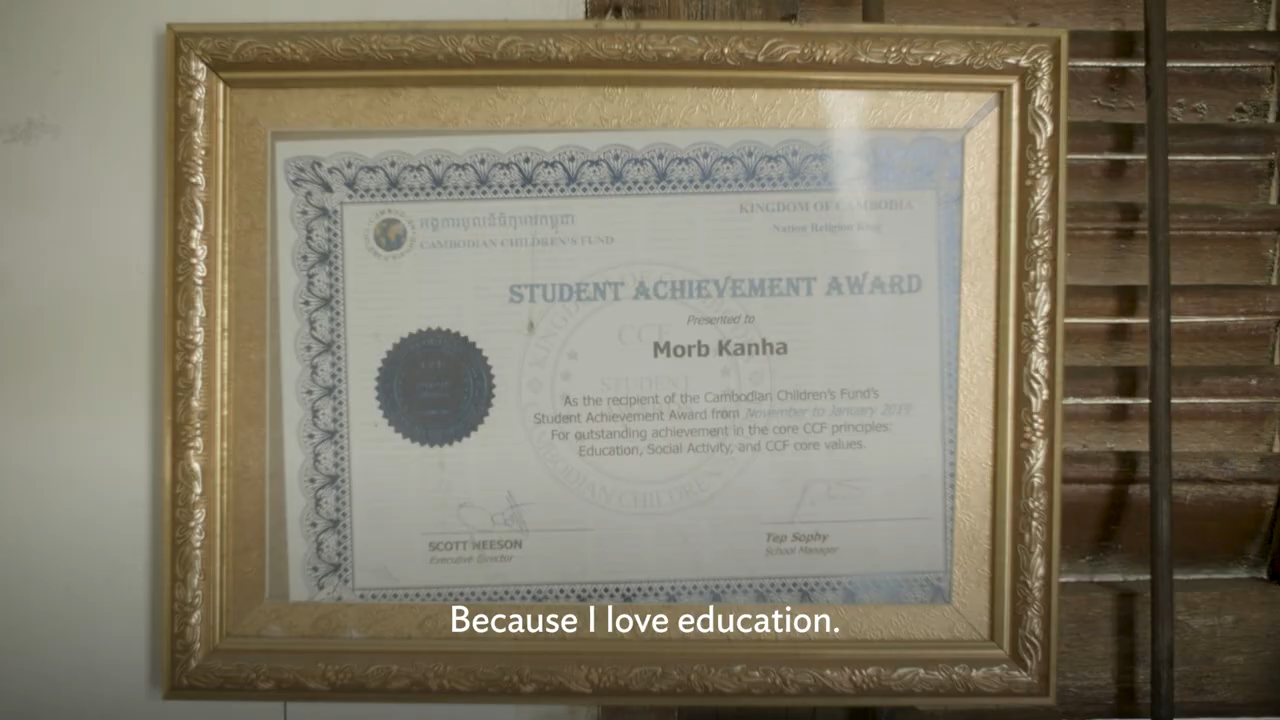 អង្គការមូលនិធិកុមារកម្ពុជា
CAMBODIAN CHILDREN'S FUND
KINGDOM OF CAMBODIA
Nation Religion King
STUDENT ACHIEVEMENT AWARD
Presented to
Morb Kanha
As the recipient of the Cambodian Children's Fund's
Student Achievement Award from November to January 2019
For outstanding achievement in the core CCF principles:
Education, Social Activity, and CCF core values.
CCF
STUDENT
SCOTT NEESON
Executive Director
Tep Sophy
School Manager
Because I love education.